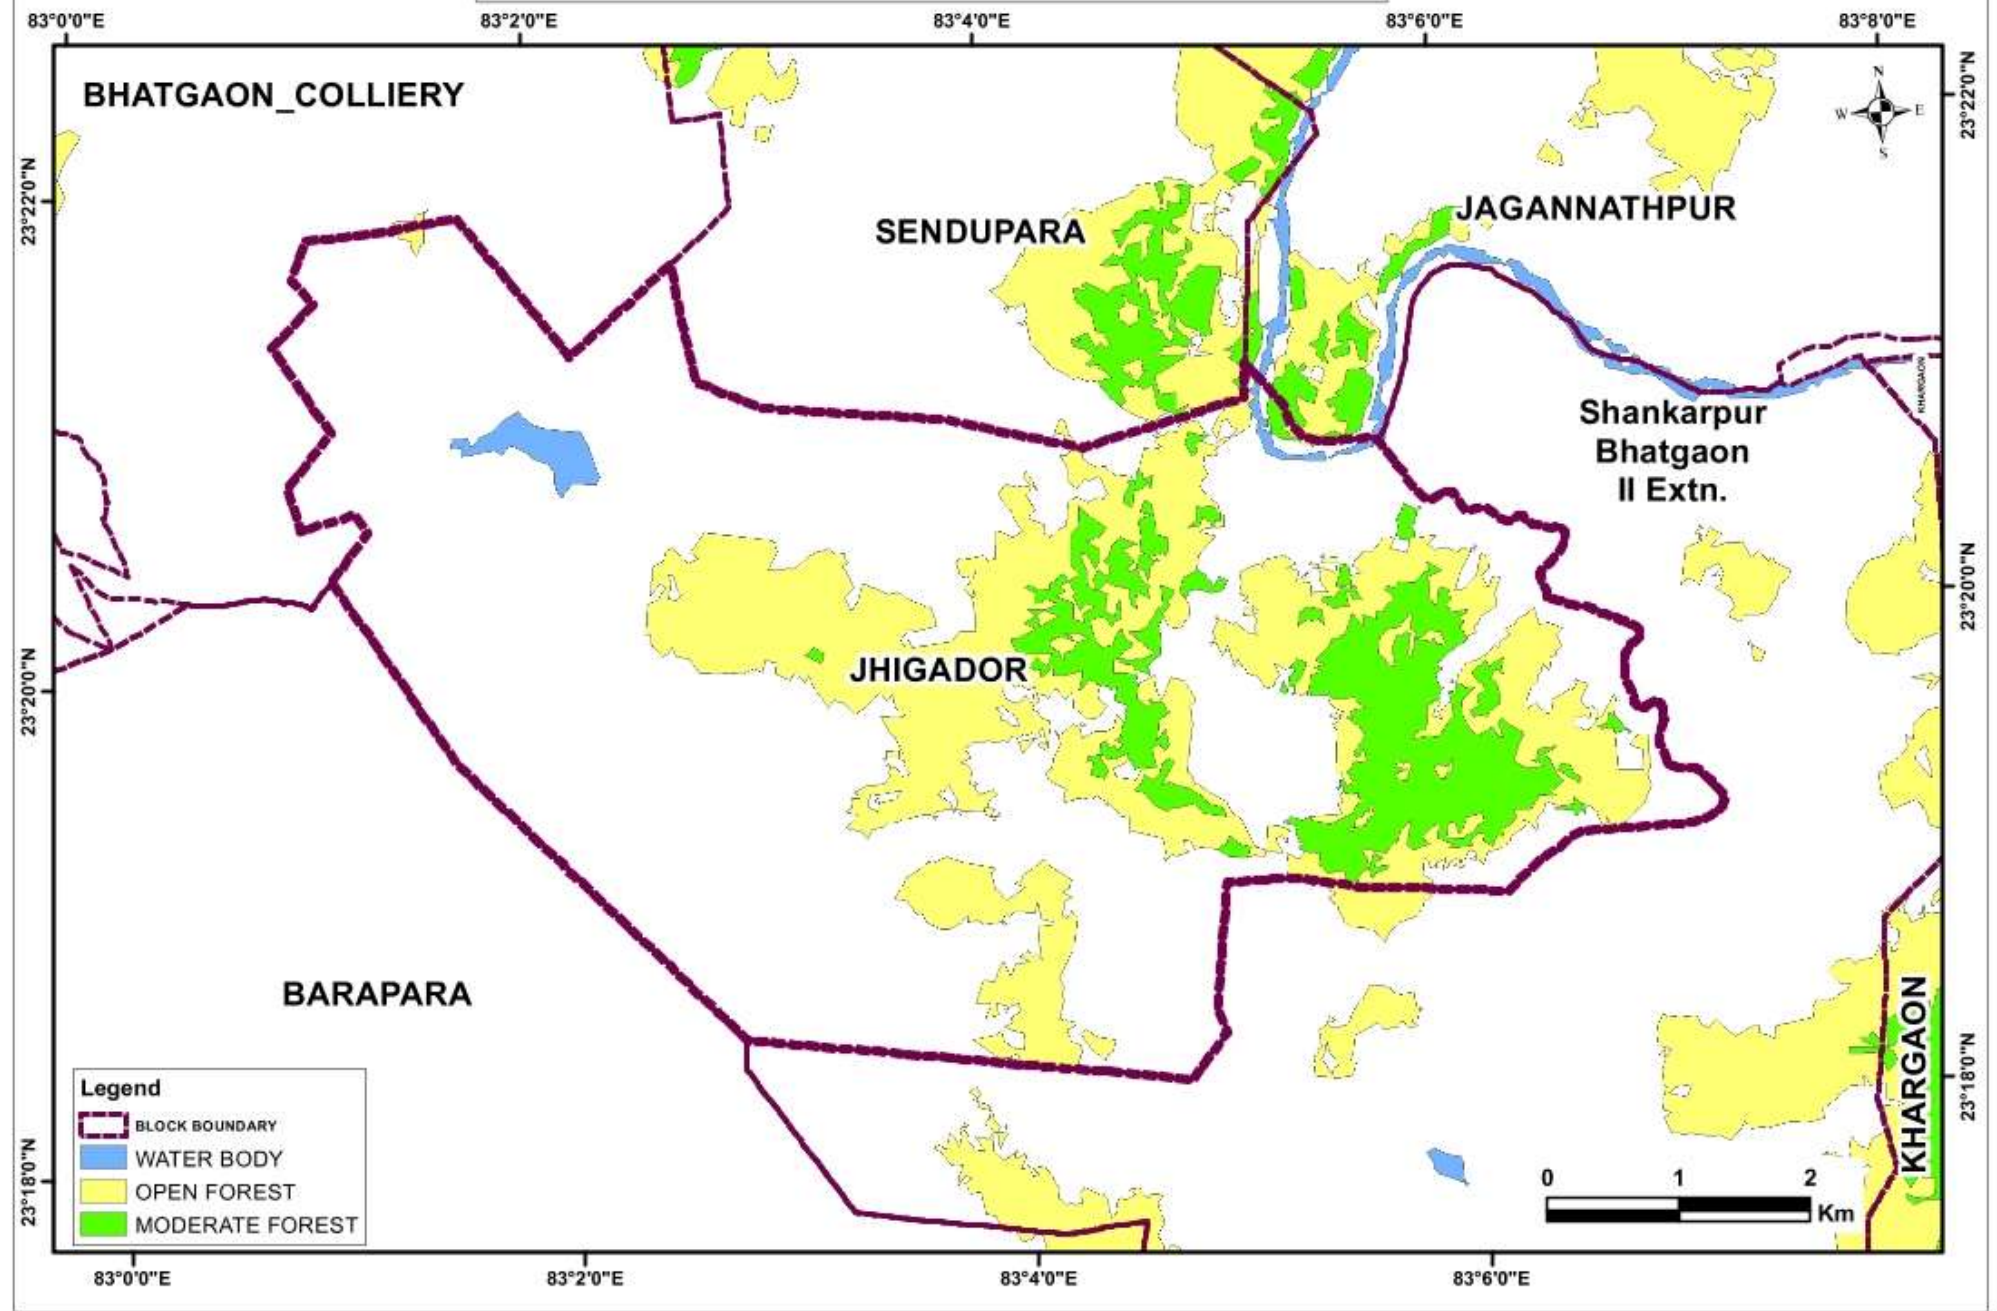 83°0'0"E 83°2'0"E 83°4'0"E 83°6'0"E 83°8'0"E
BHATGAON_COLLIERY
N
W E
S
23°22'0"N
23°22'0"N
SENDUPARA
JAGANNATHPUR
KHARGAON
Shankarpur
Bhatgaon
II Extn.
23°20'0"N
23°20'0"N
JHIGADOR
BARAPARA
KHARGAON
23°18'0"N
23°18'0"N
Legend
BLOCK BOUNDARY
WATER BODY
OPEN FOREST
MODERATE FOREST
0 1 2
Km
83°0'0"E 83°2'0"E 83°4'0"E 83°6'0"E